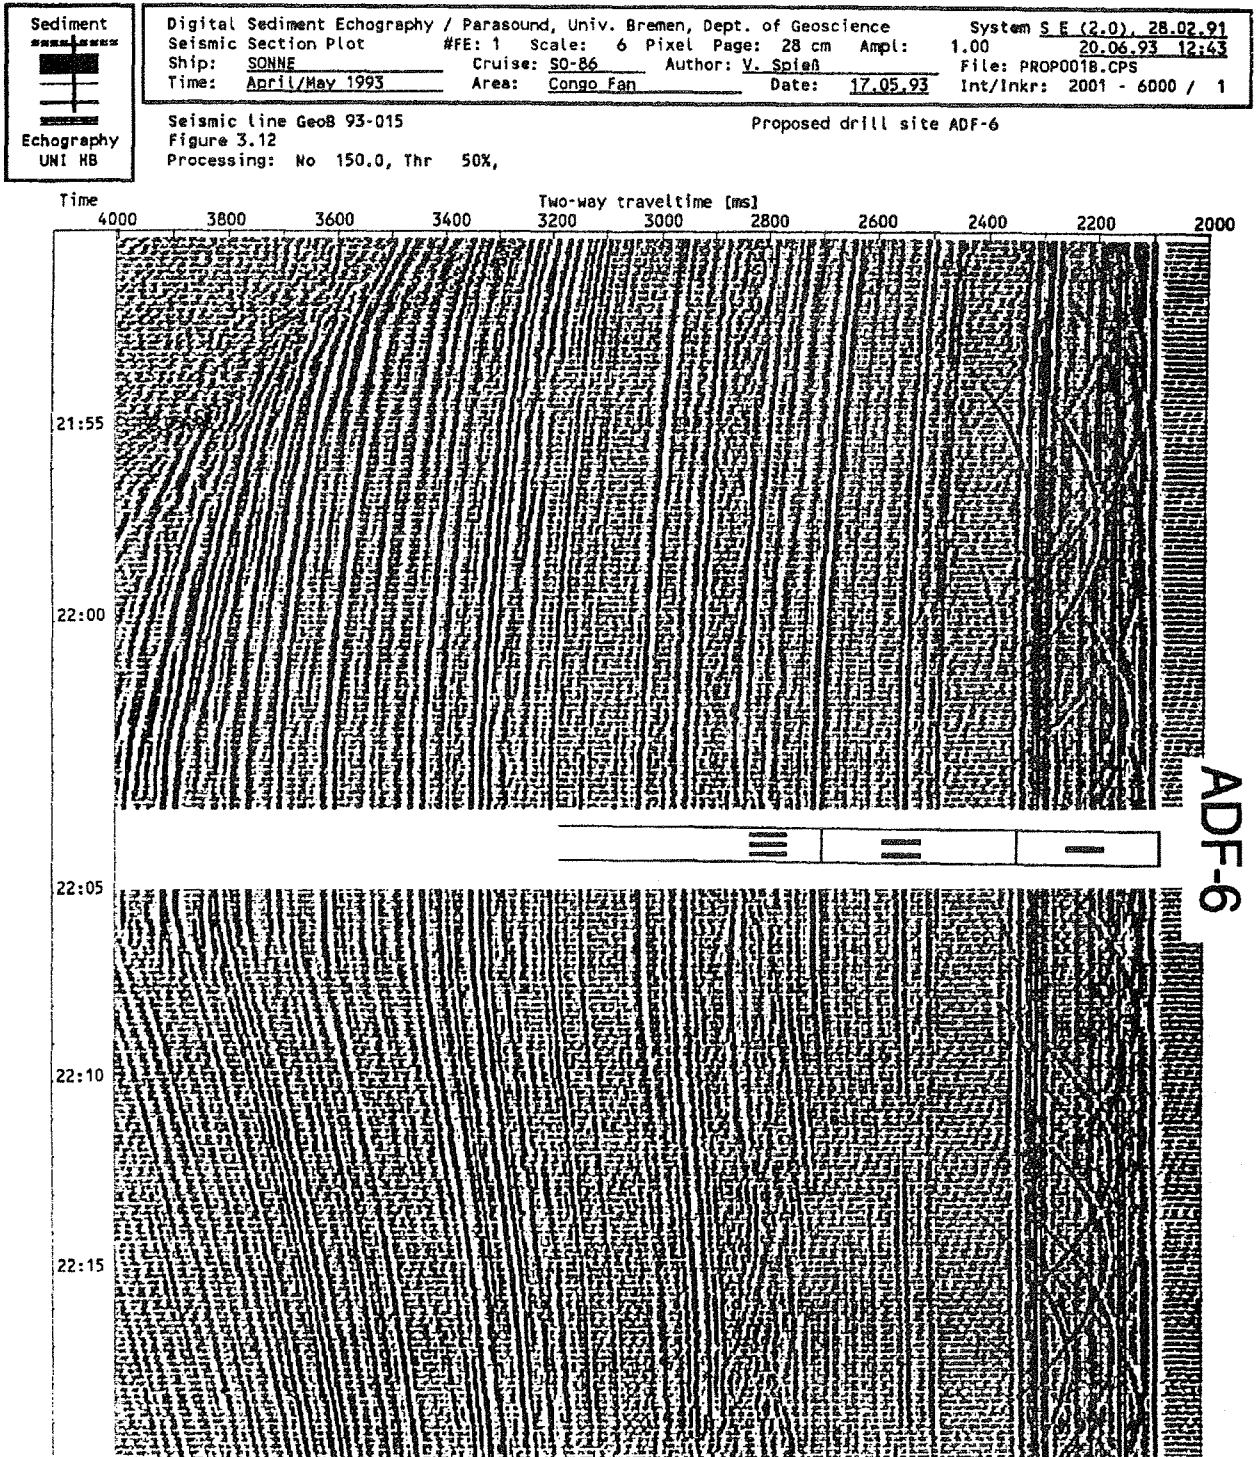 Sediment
Echography
UNI HB
Digital Sediment Echography / Parasound, Univ. Bremen, Dept. of Geoscience System S E (2.0), 28.02.91
Seismic Section Plot #FE: 1 Scale: 6 Pixel Page: 28 cm Ampl: 1.00 20.06.93 12:43
Ship: SONNE Cruise: SO-86 Author: V. Spieß File: PROP001B.CPS
Time: April/May 1993 Area: Congo Fan Date: 17.05.93 Int/Inkr: 2001 - 6000 / 1
Seismic line GeoB 93-015 Proposed drill site ADF-6
Figure 3.12
Processing: No 150.0, Thr 50%,
Time Two-way traveltime [ms]
4000 3800 3600 3400 3200 3000 2800 2600 2400 2200 2000
21:55
22:00
ADF-6
22:05
22:10
22:15